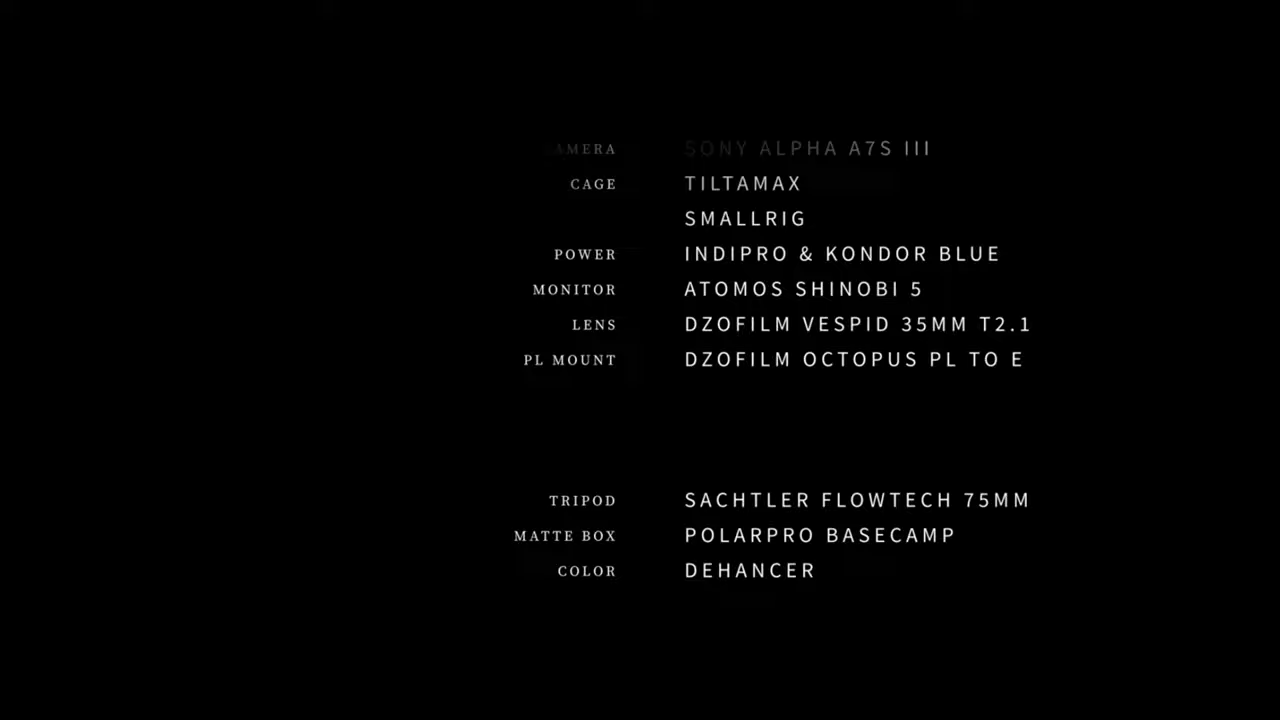 CAMERA SONY ALPHA A7S III
CAGE TILTAMAX
SMALLRIG
POWER INDIPRO & KONDOR BLUE
MONITOR ATOMOS SHINOBI 5
LENS DZOFILM VESPID 35MM T2.1
PL MOUNT DZOFILM OCTOPUS PL TO E
TRIPOD SACHTLER FLOWTECH 75MM
MATTE BOX POLARPRO BASECAMP
COLOR DEHANCER